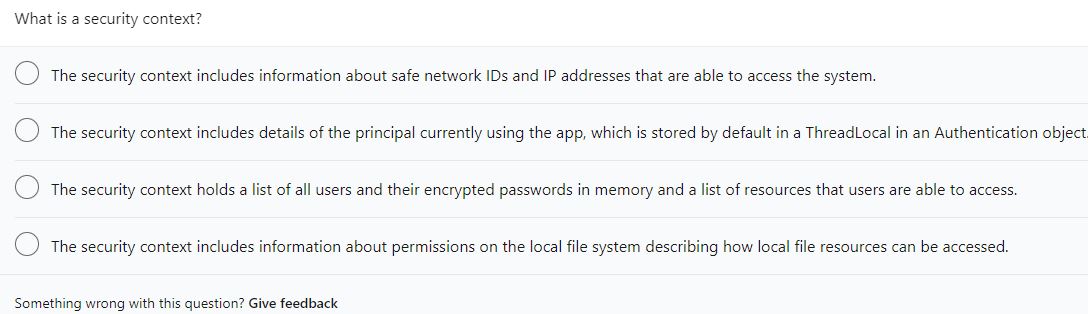 What is a security context?
The security context includes information about safe network IDs and IP addresses that are able to access the system.
The security context includes details of the principal currently using the app, which is stored by default in a ThreadLocal in an Authentication object.
The security context holds a list of all users and their encrypted passwords in memory and a list of resources that users are able to access.
The security context includes information about permissions on the local file system describing how local file resources can be accessed.
Something wrong with this question? Give feedback